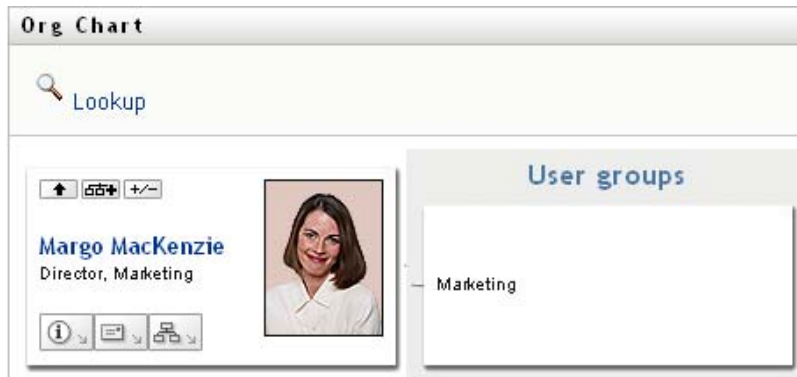 Org Chart
Lookup
User groups
+/-
Margo MacKenzie
Director, Marketing
Marketing